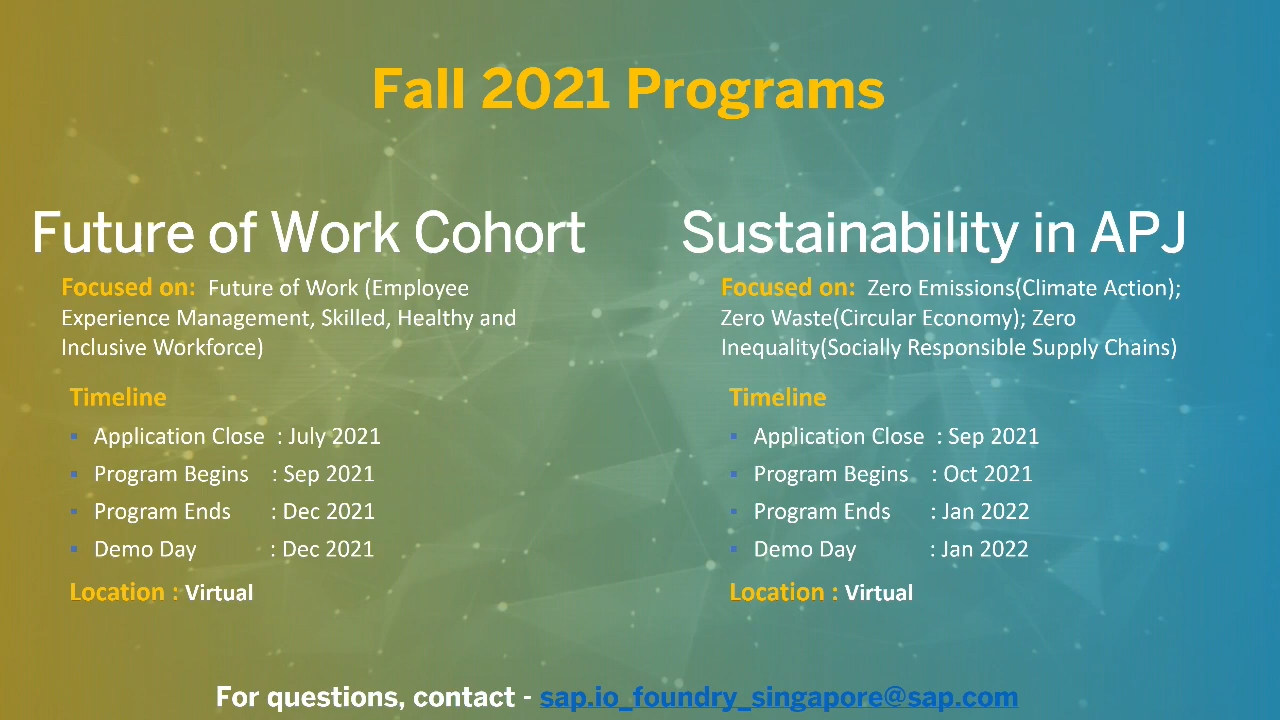 Fall 2021 Programs
Future of Work Cohort
Focused on: Future of Work (Employee
Experience Management, Skilled, Healthy and
Inclusive Workforce)
Timeline
▪ Application Close : July 2021
▪ Program Begins : Sep 2021
▪ Program Ends : Dec 2021
▪ Demo Day : Dec 2021
Location : Virtual
Sustainability in APJ
Focused on: Zero Emissions(Climate Action);
Zero Waste(Circular Economy); Zero
Inequality(Socially Responsible Supply Chains)
Timeline
▪ Application Close : Sep 2021
▪ Program Begins : Oct 2021
▪ Program Ends : Jan 2022
▪ Demo Day : Jan 2022
Location : Virtual
For questions, contact - sap.io_foundry_singapore@sap.com